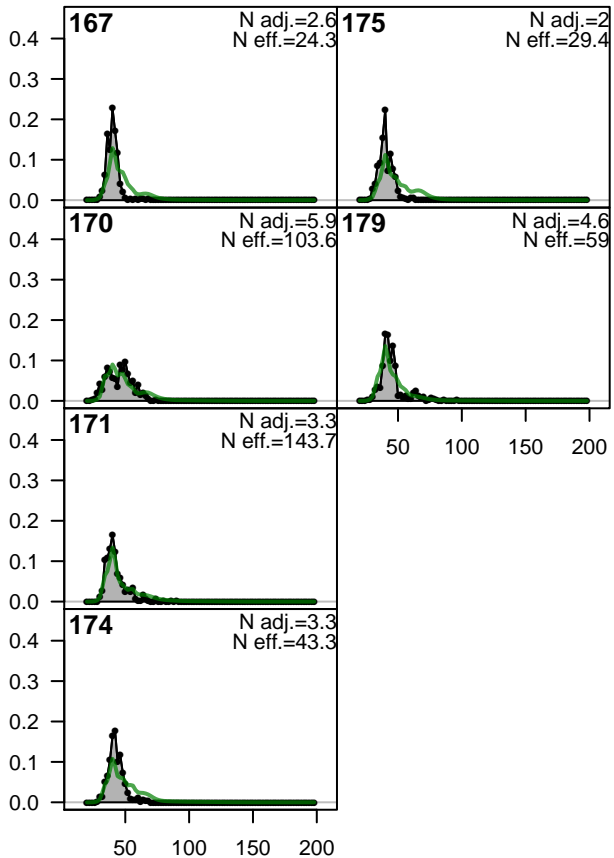 167
N adj.=2.6
N eff.=24.3
175
N adj.=2
N eff.=29.4
0.4
0.3
0.2
0.1
0.0
170
N adj.=5.9
N eff.=103.6
179
N adj.=4.6
N eff.=59
0.4
0.3
0.2
0.1
0.0
171
N adj.=3.3
N eff.=143.7
50 100 150 200
0.4
0.3
0.2
0.1
0.0
174
N adj.=3.3
N eff.=43.3
0.4
0.3
0.2
0.1
0.0
50 100 150 200